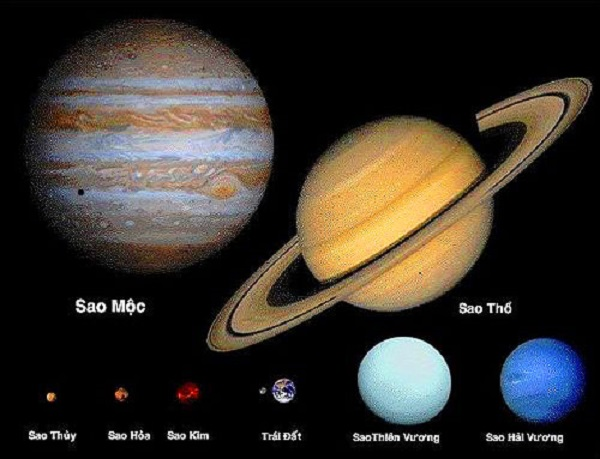 Sao Mộc
Sao Thổ
Sao Thủy
Sao Hỏa
Sao Kim
Trái Đất
SaoThiên Vương
Sao Hải Vương